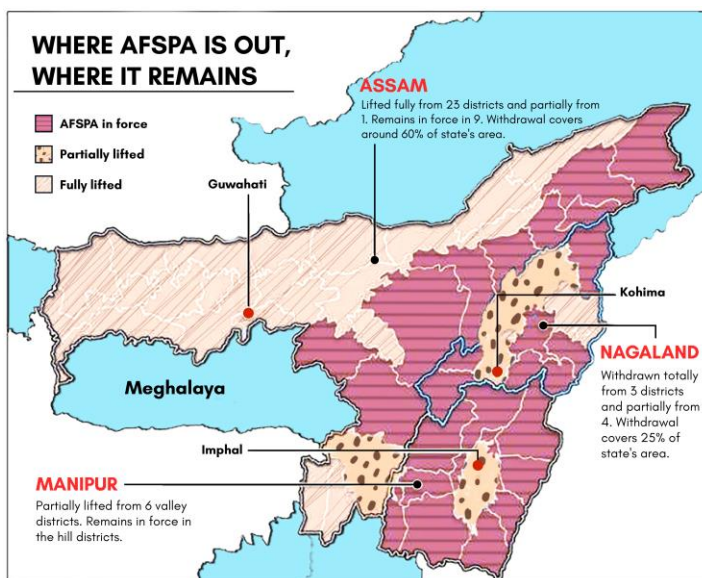 WHERE AFSPA IS OUT,
WHERE IT REMAINS
AFSPA in force
Partially lifted
Fully lifted
ASSAM
Lifted fully from 23 districts and partially from
1. Remains in force in 9. Withdrawal covers
around 60% of state's area.
Guwahati
Kohima
NAGALAND
Withdrawn totally
from 3 districts
and partially from
4. Withdrawal
covers 25% of
state's area.
Meghalaya
Imphal
MANIPUR
Partially lifted from 6 valley
districts. Remains in force in
the hill districts.